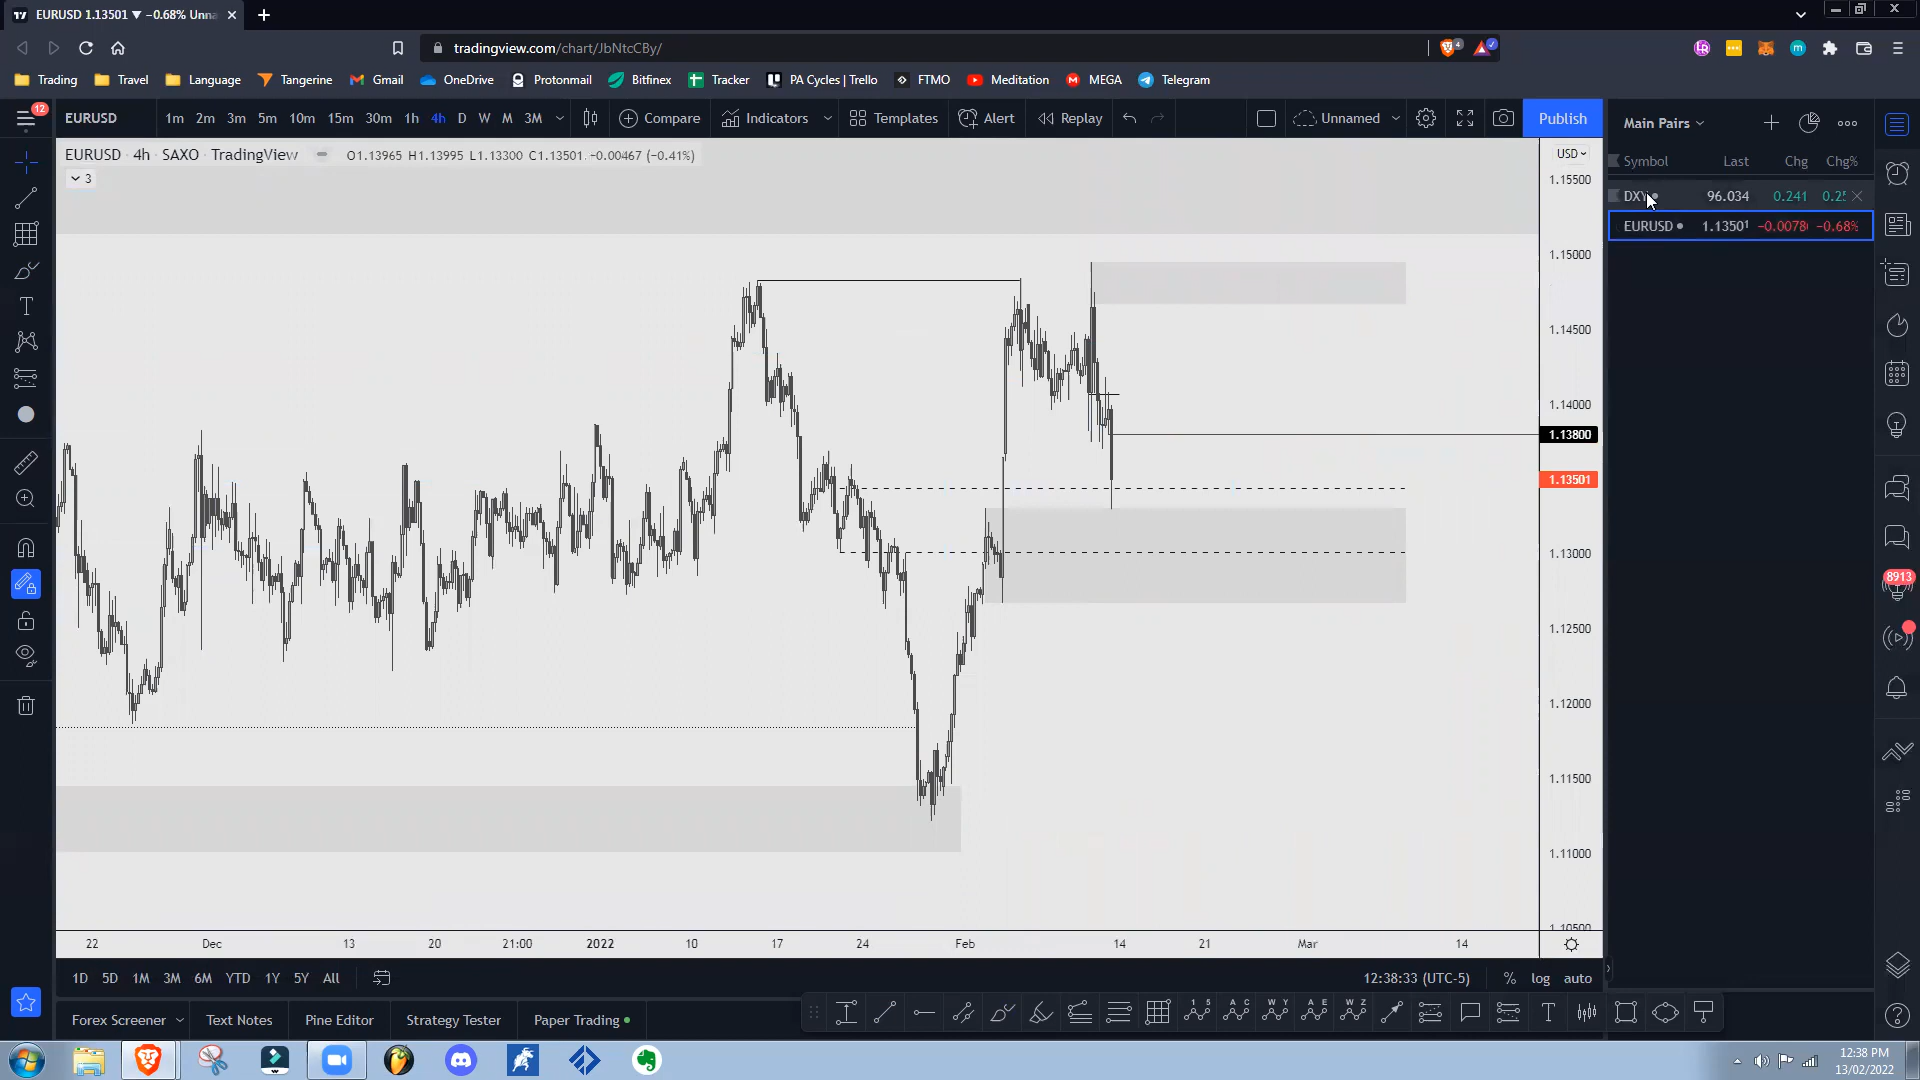 EURUSD 1.13501 ▼ −0.68% Unna
tradingview.com/chart/JbNtcCBy/
4
Trading
Travel
Language
Tangerine
Gmail
OneDrive
Protonmail
Bitfinex
Tracker
PA Cycles | Trello
FTMO
Meditation
MEGA
Telegram
12
EURUSD
1m 2m 3m 5m 10m 15m 30m 1h 4h D W M 3M
Compare
Indicators
Templates
Alert
Replay
Unnamed
Publish
Main Pairs
EURUSD · 4h · SAXO · TradingView
O1.13965 H1.13995 L1.13300 C1.13501 −0.00467 (−0.41%)
3
USD
Symbol Last Chg Chg%
DXY 96.034 0.241 0.25
EURUSD 1.13501 −0.0078 −0.68%
1.15500
1.15000
1.14500
1.14000
1.13800
1.13501
1.13000
1.12500
1.12000
1.11500
1.11000
1.10500
8913
22 Dec 13 20 21:00 2022 10 17 24 Feb 14 21 Mar 14
1D 5D 1M 3M 6M YTD 1Y 5Y All
12:38:33 (UTC-5)
% log auto
Forex Screener
Text Notes
Pine Editor
Strategy Tester
Paper Trading
12:38 PM
13/02/2022